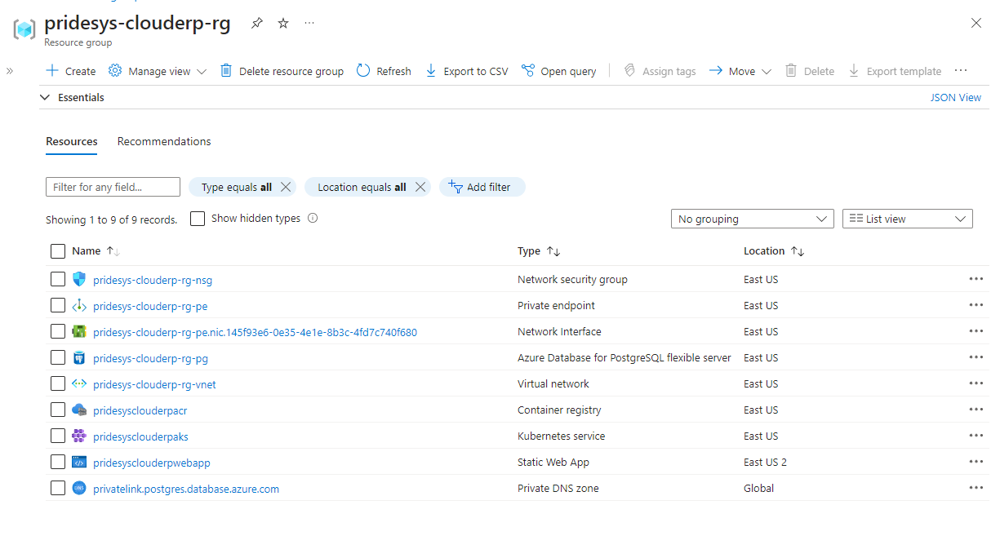 pridesys-clouderp-rg
Resource group
Create Manage view Delete resource group Refresh Export to CSV Open query Assign tags Move Delete Export template
Essentials JSON View
Resources Recommendations
Filter for any field... Type equals all Location equals all Add filter
Showing 1 to 9 of 9 records. Show hidden types No grouping List view
Name Type Location
pridesys-clouderp-rg-nsg Network security group East US
pridesys-clouderp-rg-pe Private endpoint East US
pridesys-clouderp-rg-pe.nic.145f93e6-0e35-4e1e-8b3c-4fd7c740f680 Network Interface East US
pridesys-clouderp-rg-pg Azure Database for PostgreSQL flexible server East US
pridesys-clouderp-rg-vnet Virtual network East US
pridesysclouderpacr Container registry East US
pridesysclouderpaks Kubernetes service East US
pridesysclouderpwebapp Static Web App East US 2
DNS privatelink.postgres.database.azure.com Private DNS zone Global